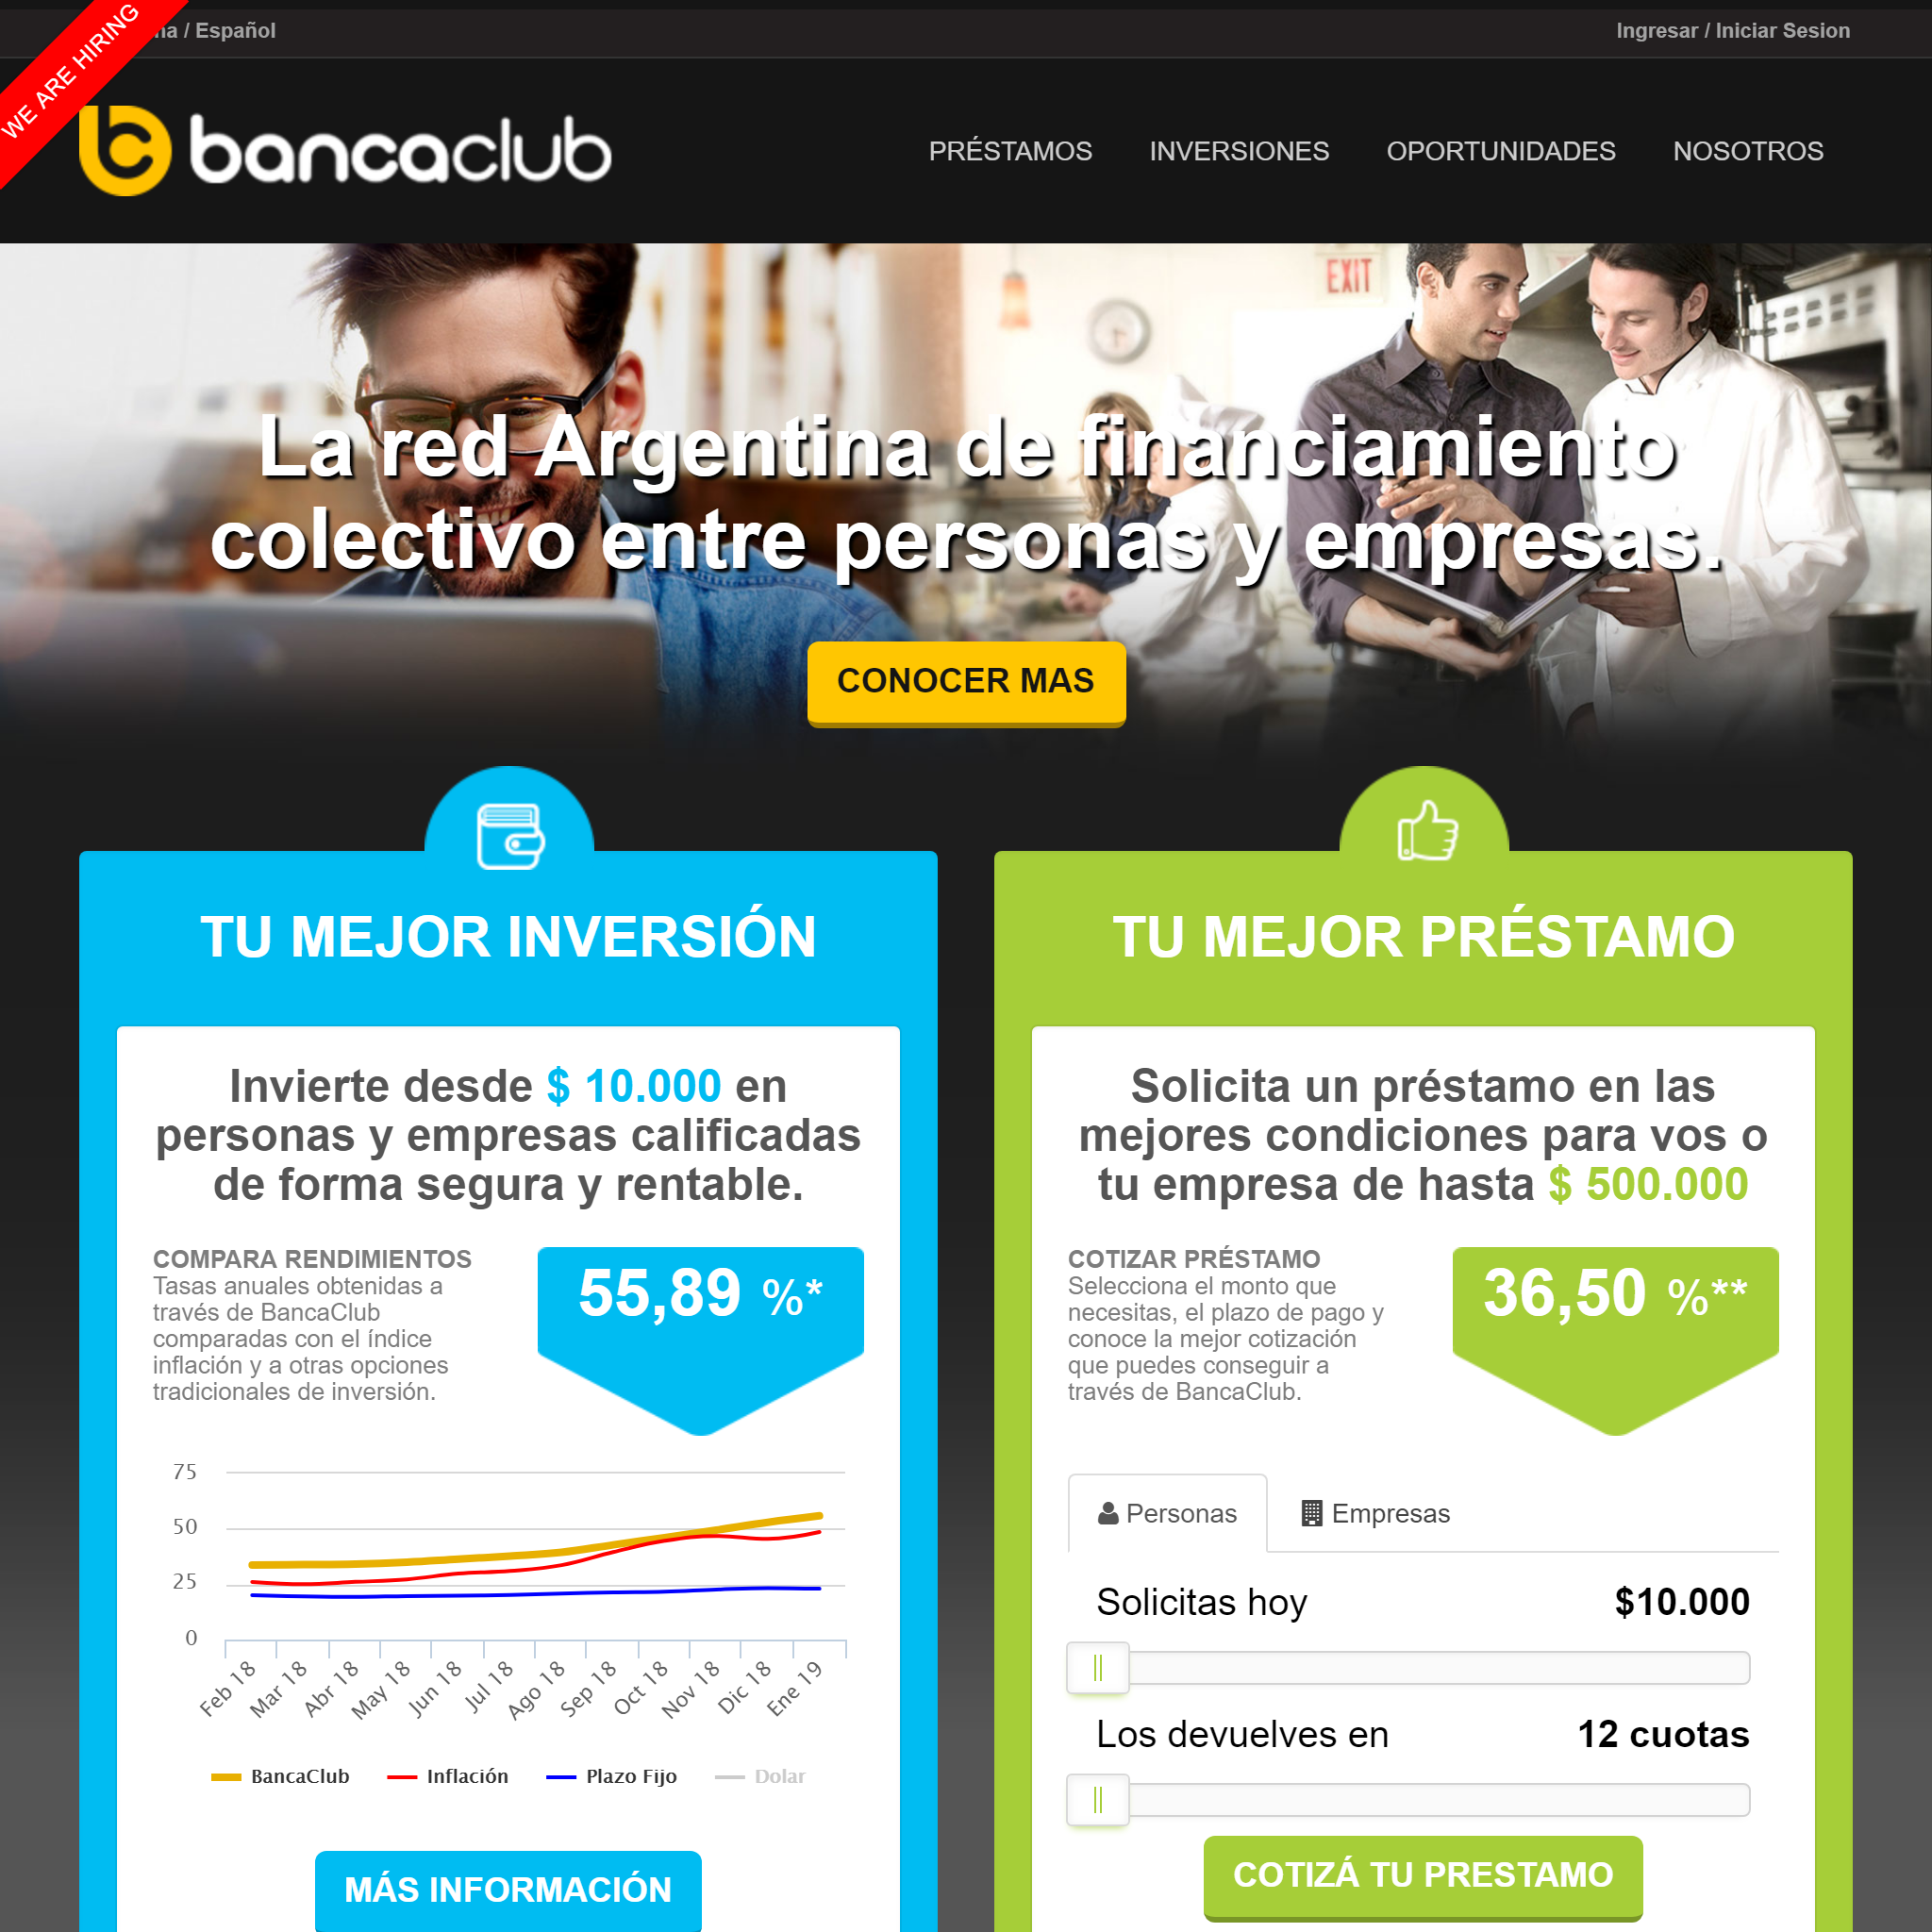 WE ARE HIRING
/ Español
Ingresar / Iniciar Sesion
bancaclub
PRÉSTAMOS INVERSIONES OPORTUNIDADES NOSOTROS
EXIT
La red Argentina de financiamiento
colectivo entre personas y empresas.
CONOCER MAS
TU MEJOR INVERSIÓN
Invierte desde $ 10.000 en
personas y empresas calificadas
de forma segura y rentable.
COMPARA RENDIMIENTOS
Tasas anuales obtenidas a
través de BancaClub
comparadas con el índice
inflación y a otras opciones
tradicionales de inversión.
55,89 %*
75
50
25
0
Feb 18
Mar 18
Abr 18
May 18
Jun 18
Jul 18
Ago 18
Sep 18
Oct 18
Nov 18
Dic 18
Ene 19
BancaClub Inflación Plazo Fijo Dolar
MÁS INFORMACIÓN
TU MEJOR PRÉSTAMO
Solicita un préstamo en las
mejores condiciones para vos o
tu empresa de hasta $ 500.000
COTIZAR PRÉSTAMO
Selecciona el monto que
necesitas, el plazo de pago y
conoce la mejor cotización
que puedes conseguir a
través de BancaClub.
36,50 %**
Personas Empresas
Solicitas hoy $10.000
Los devuelves en 12 cuotas
COTIZÁ TU PRESTAMO